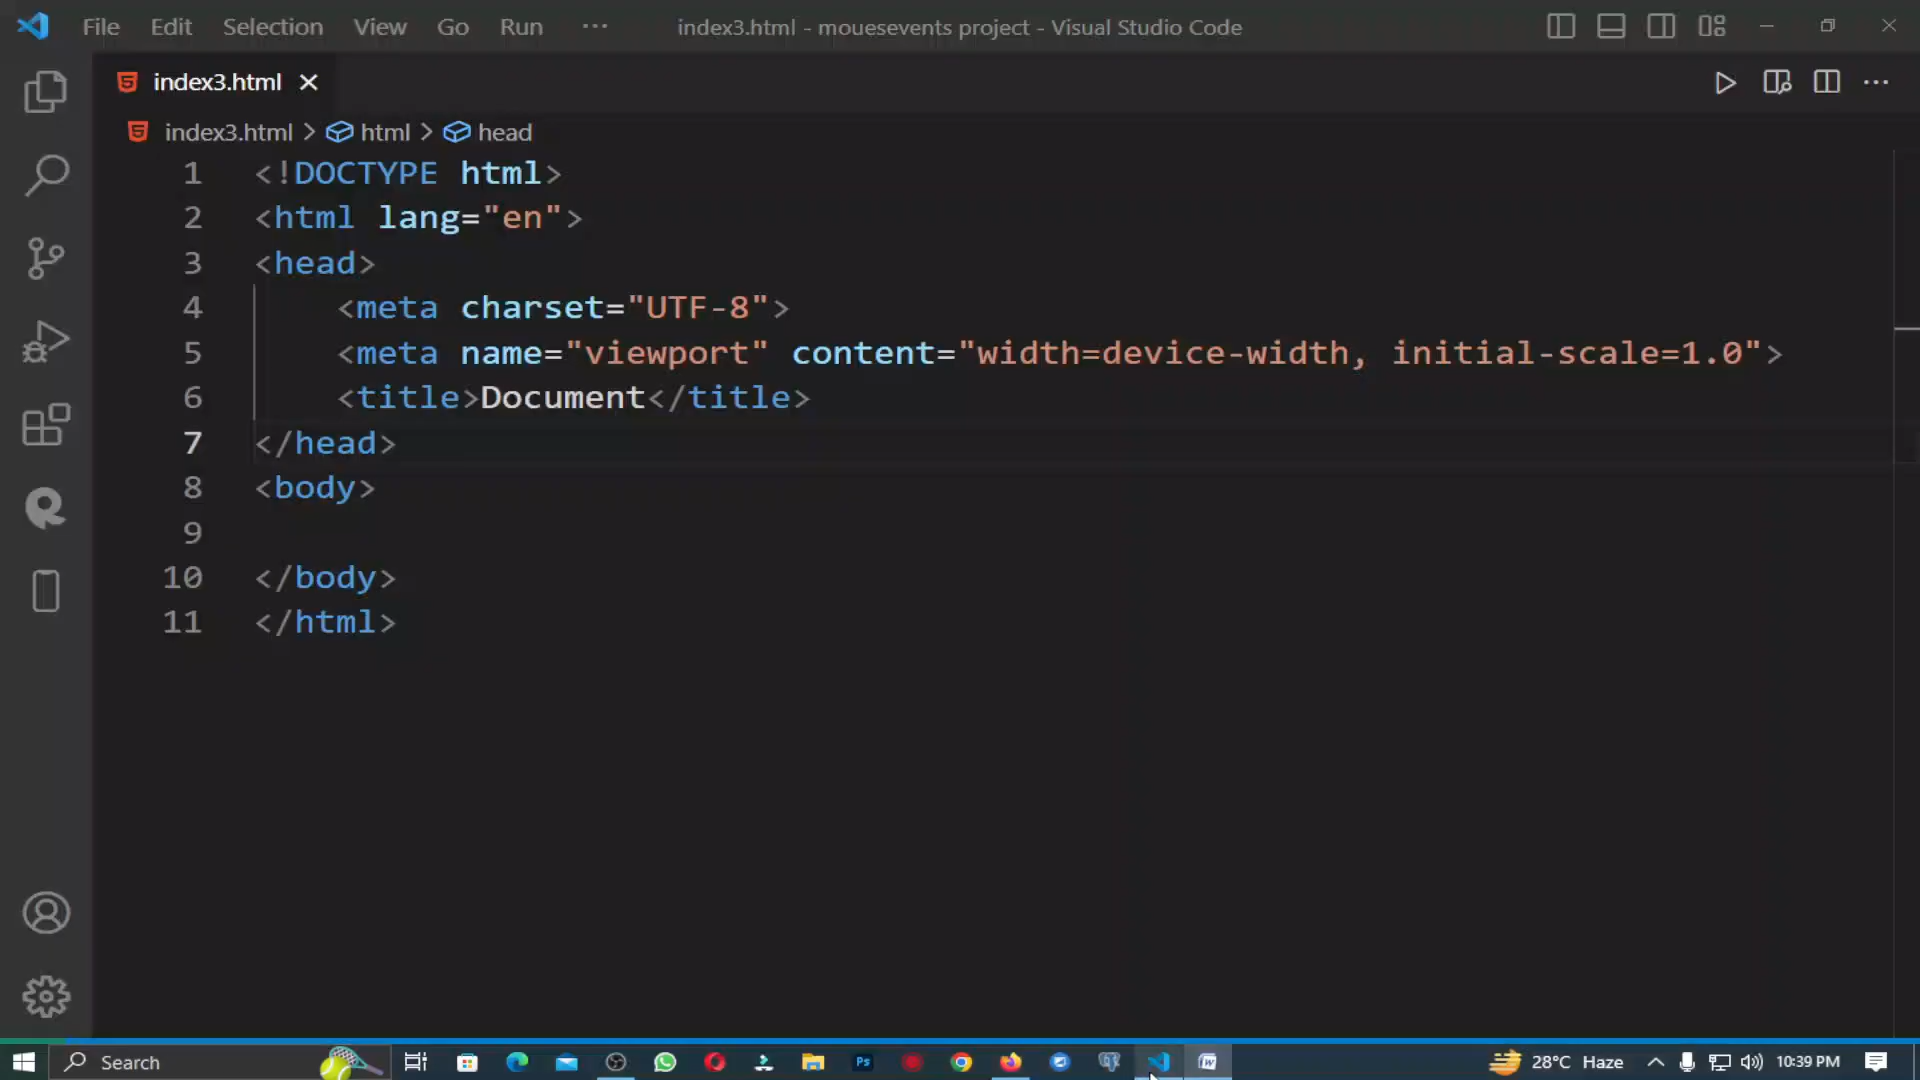 File Edit Selection View Go Run ··· index3.html - mouesevents project - Visual Studio Code
index3.html
index3.html > html > head
1 <!DOCTYPE html>
2 <html lang="en">
3 <head>
4     <meta charset="UTF-8">
5     <meta name="viewport" content="width=device-width, initial-scale=1.0">
6     <title>Document</title>
7 </head>
8 <body>
9
10 </body>
11 </html>
Search Ps W 28°C Haze 10:39 PM